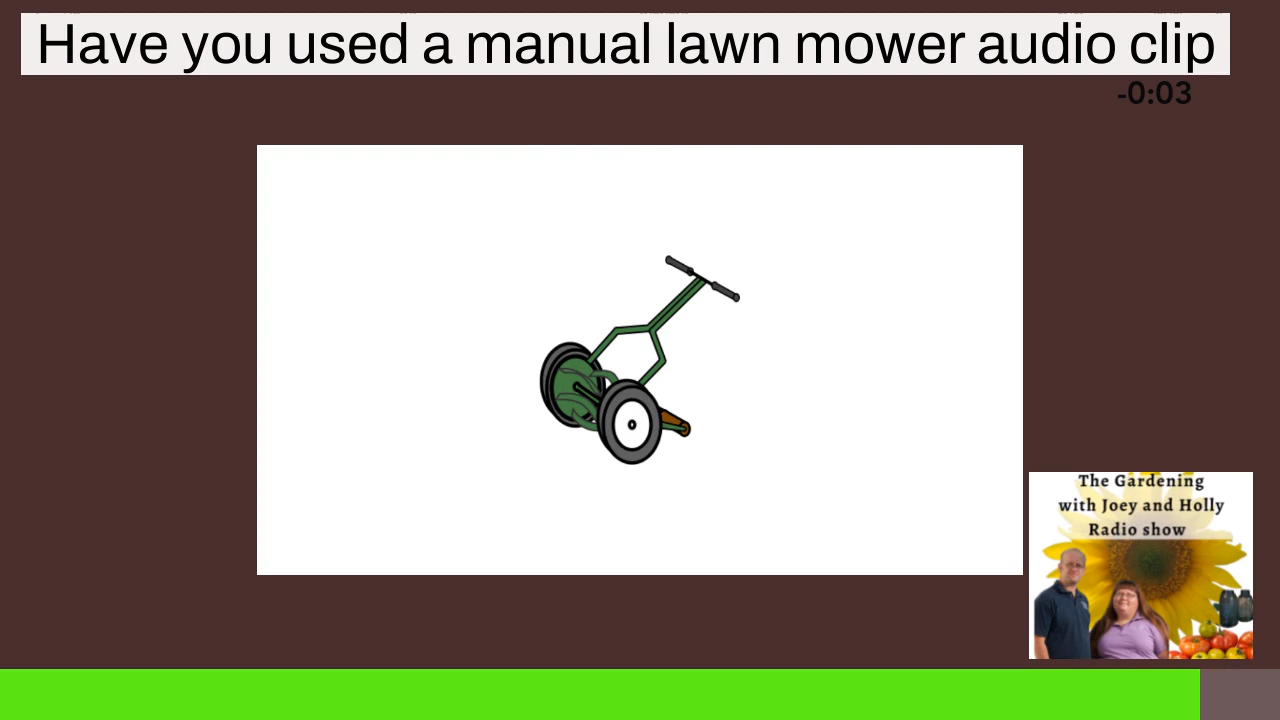 Have you used a manual lawn mower audio clip
-0:03
The Gardening
with Joey and Holly
Radio show